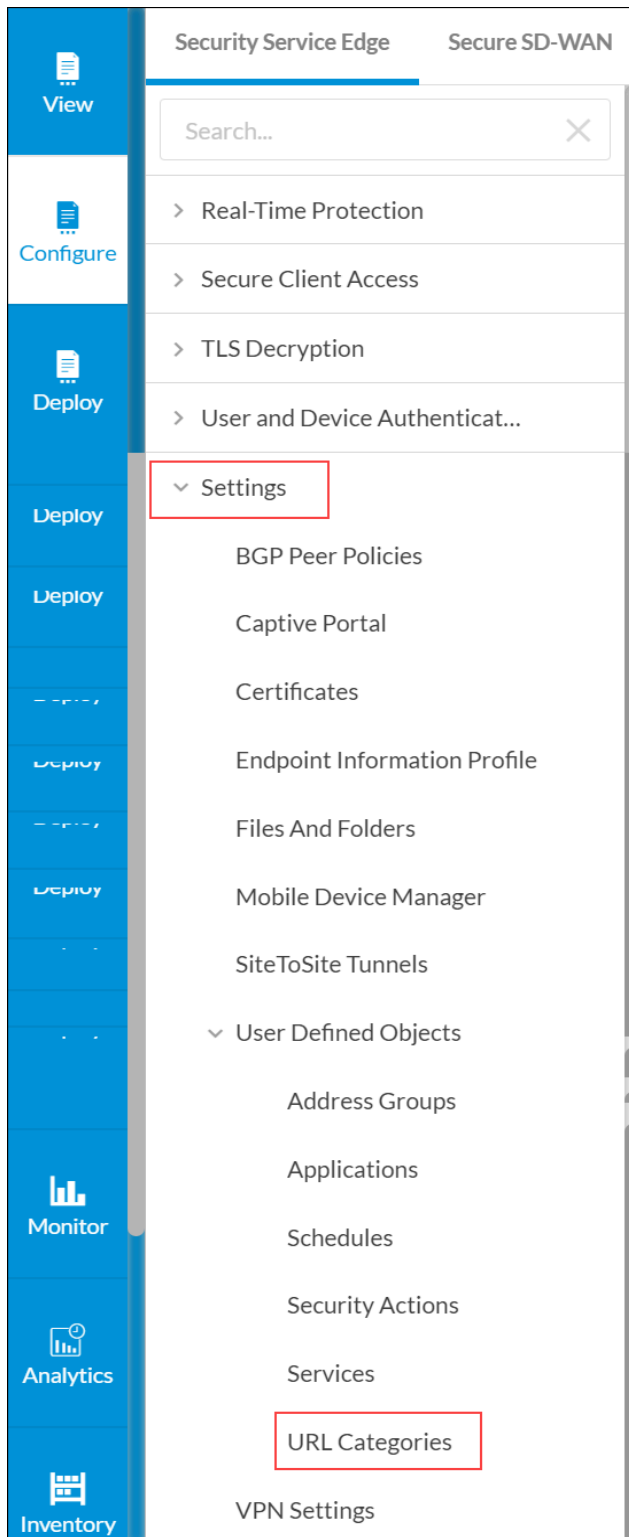 Security Service Edge
Secure SD-WAN
View
Search...
Real-Time Protection
Configure
Secure Client Access
TLS Decryption
Deploy
User and Device Authenticat...
Settings
Deploy
BGP Peer Policies
Deploy
Captive Portal
Certificates
Deploy
Endpoint Information Profile
Files And Folders
Deploy
Mobile Device Manager
SiteToSite Tunnels
User Defined Objects
Address Groups
Applications
Monitor
Schedules
Security Actions
Analytics
Services
URL Categories
VPN Settings
Inventory